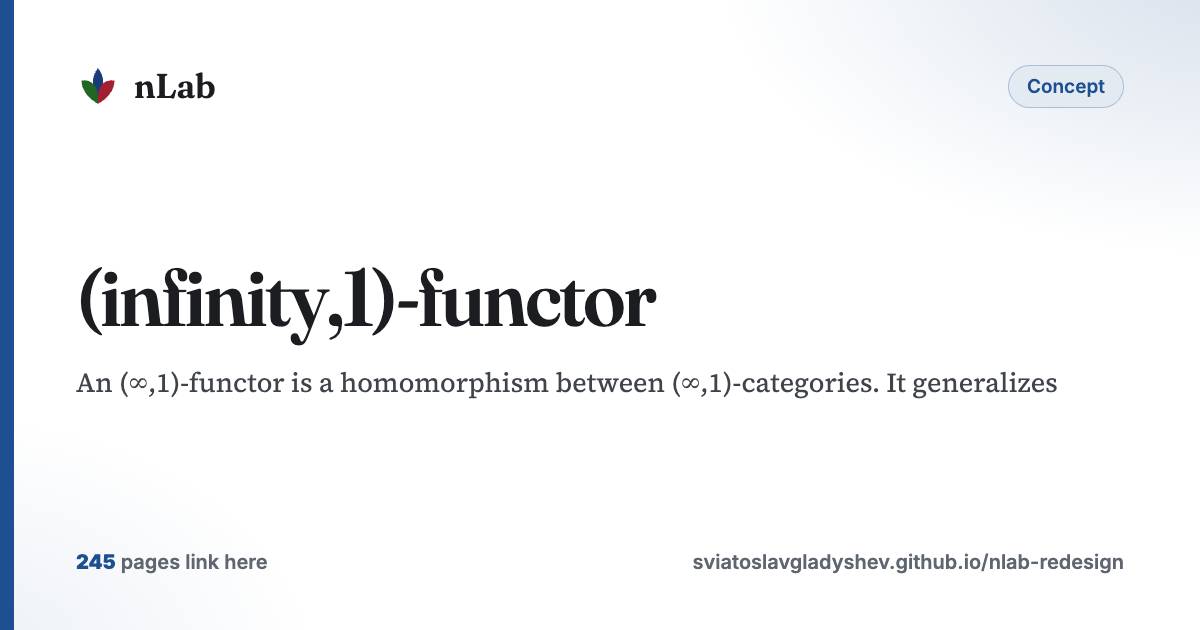 nLab
Concept
(infinity,1)-functor
An (∞,1)-functor is a homomorphism between (∞,1)-categories. It generalizes
245 pages link here
sviatoslavgladyshev.github.io/nlab-redesign